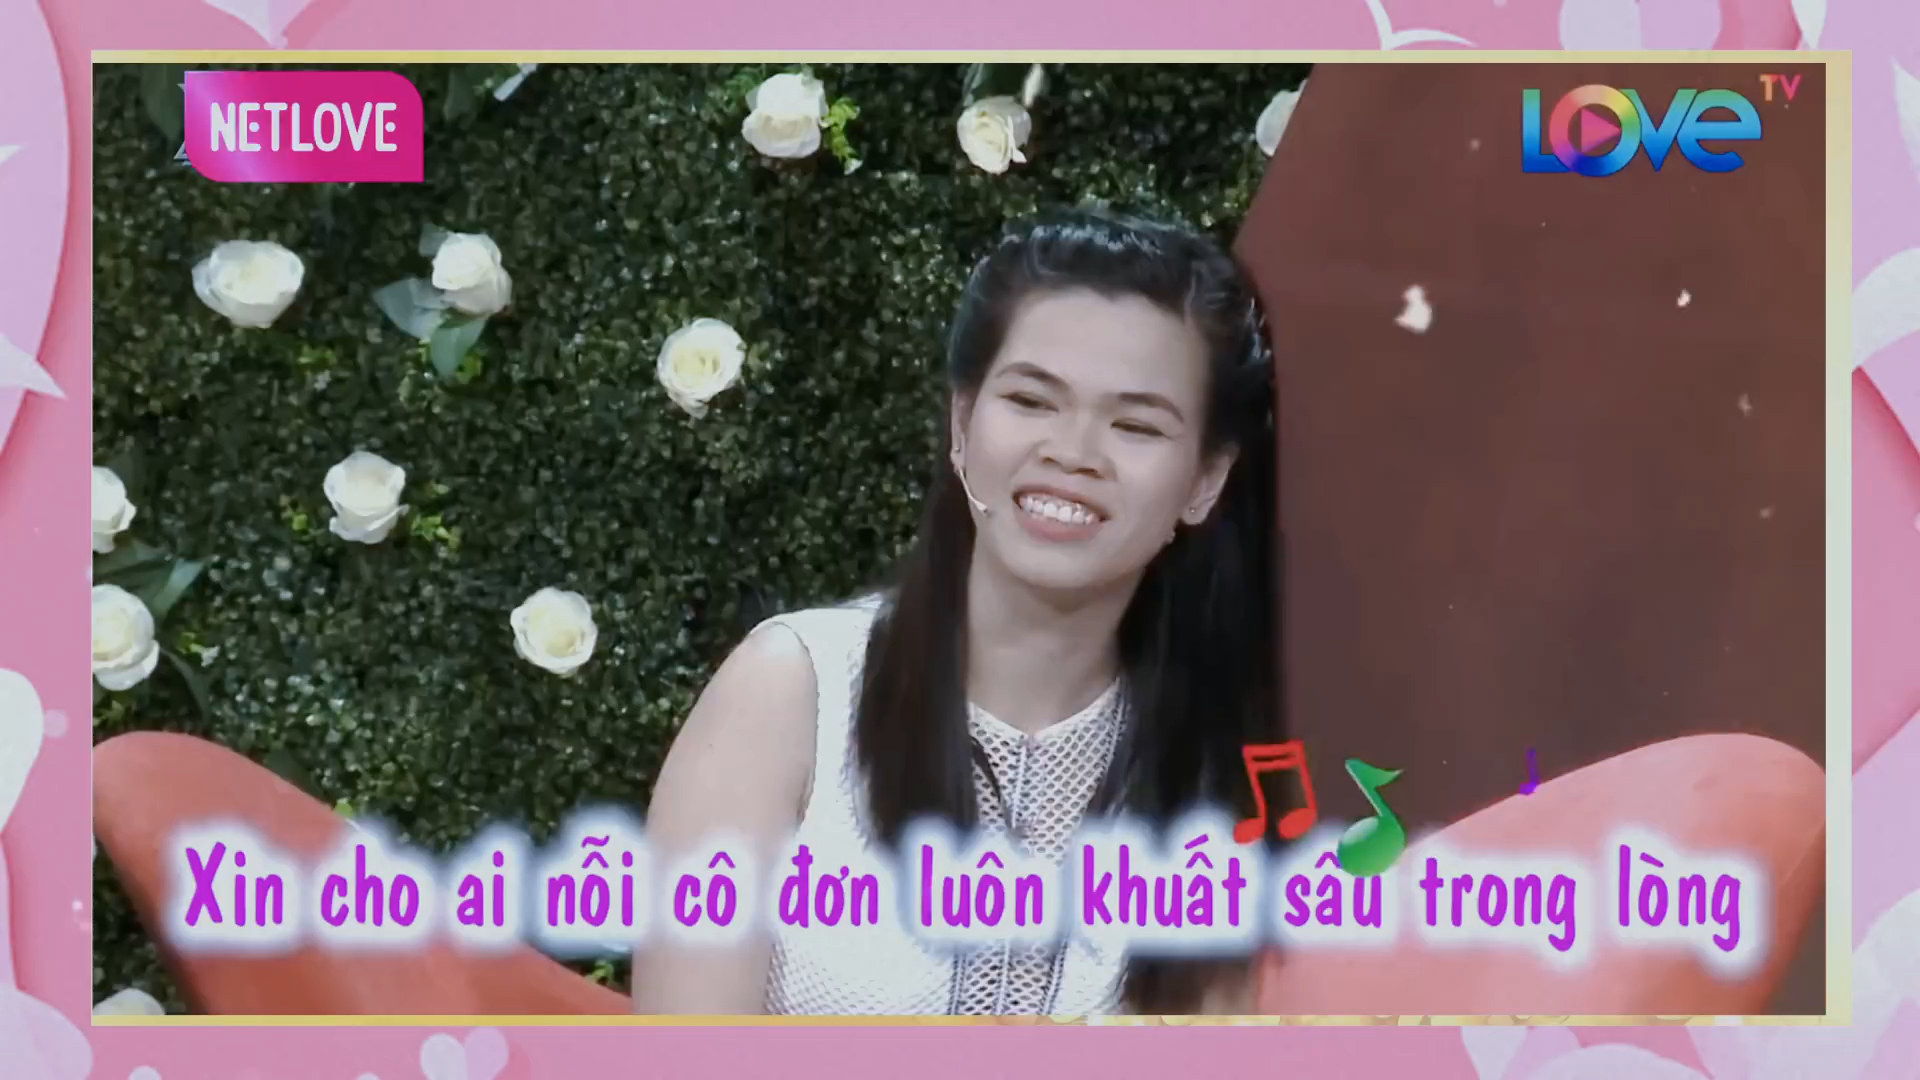 NETLOVE
LOVE TV
Xin cho ai nỗi cô đơn luôn khuất sâu trong lòng